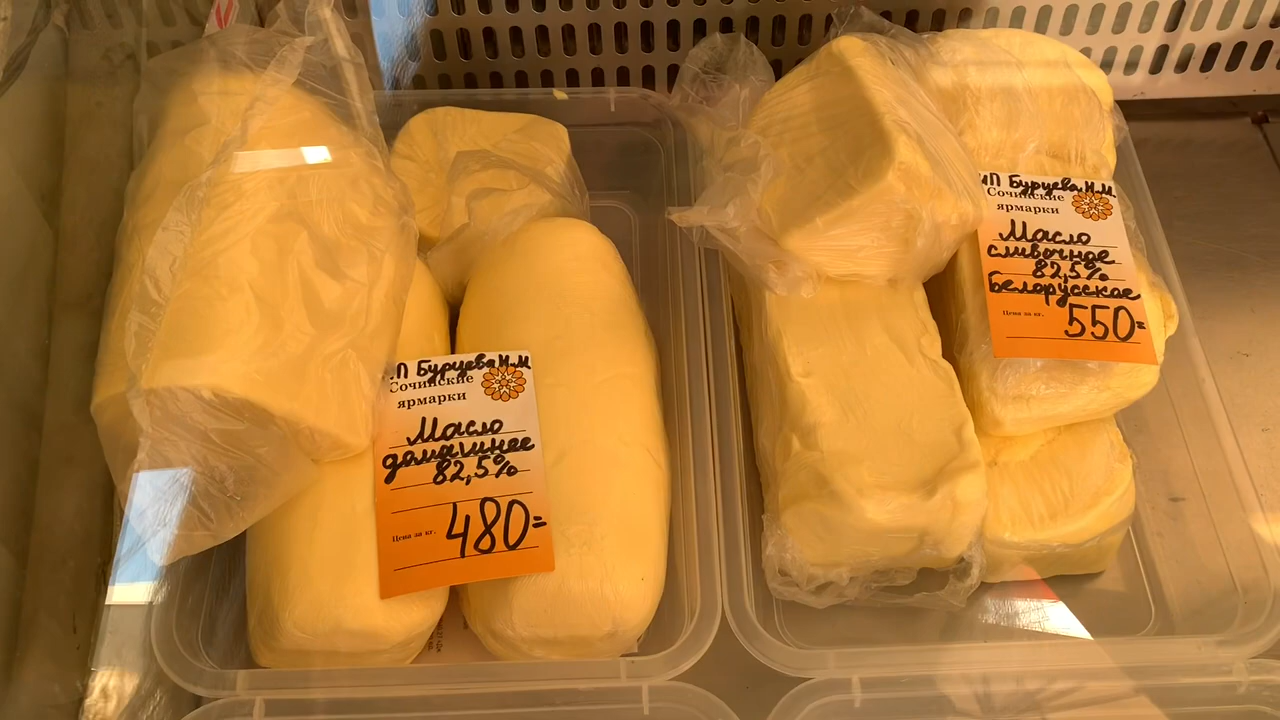 ИП Бурцева Н.М
Сочинские
ярмарки
Масло
домашнее
82,5%
Цена за кг.
480=
ИП Бурцева Н.М.
Сочинские
ярмарки
Масло
сливочное
82,5%
Белорусское
Цена за кг.
550=